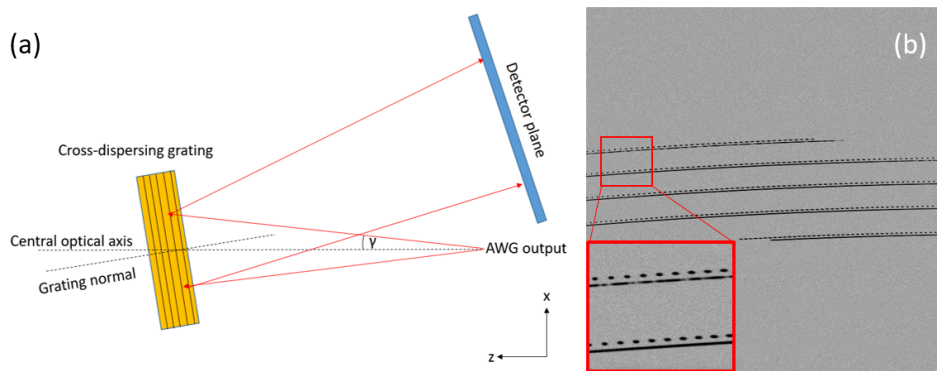 (a)
Cross-dispersing grating
Detector plane
Central optical axis
Grating normal
γ
AWG output
x
z
(b)